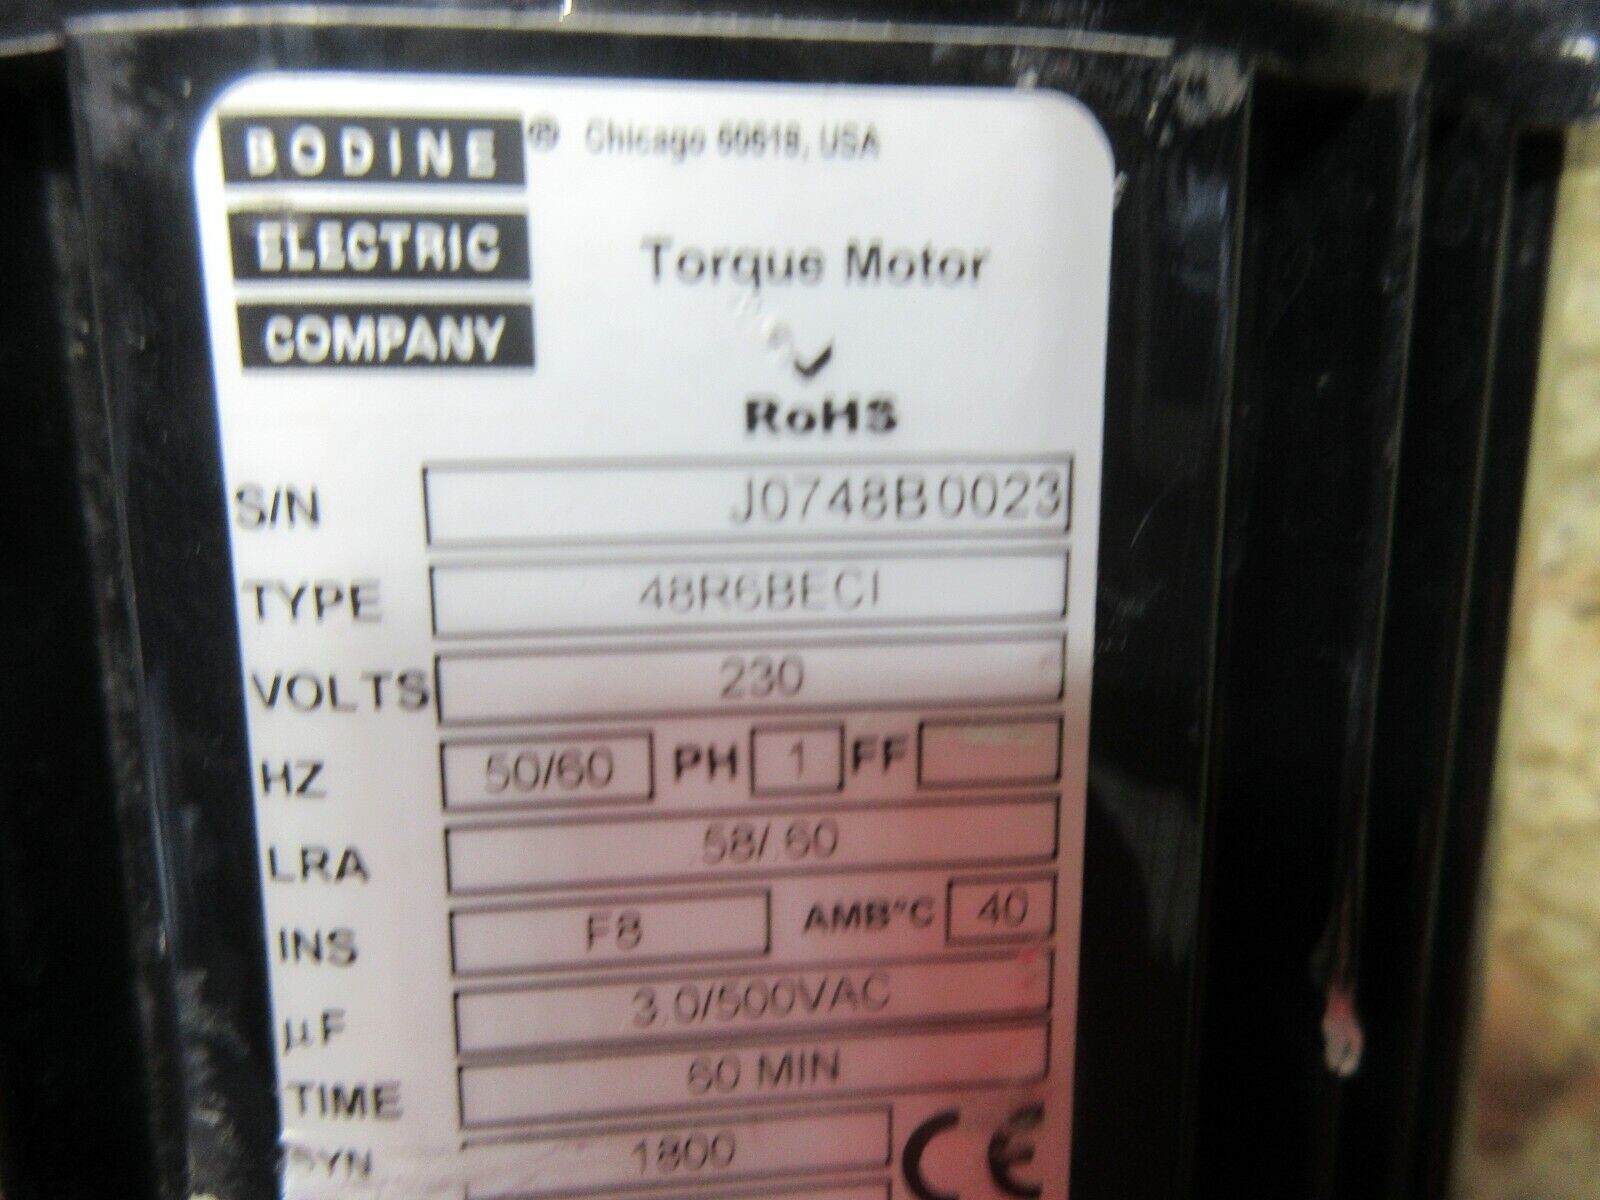 BODINE ® Chicago 60618, USA
ELECTRIC
COMPANY
Torque Motor
RoHS
S/N J0748B0023
TYPE 48R6BECI
VOLTS 230
HZ 50/60 PH 1 FF
LRA .58/.60
INS F8 AMB°C 40
µF 3.0/500VAC
TIME 60 MIN
SYN 1800 CE